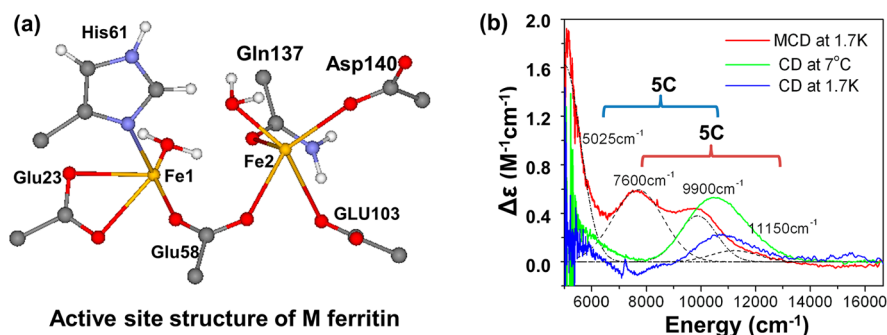 (a)
His61
Gln137
Asp140
Fe2
Glu23
Fe1
GLU103
Glu58
Active site structure of M ferritin
(b)
2.0
1.6
1.2
0.8
0.4
0.0
Δε (M⁻¹cm⁻¹)
MCD at 1.7K
CD at 7°C
CD at 1.7K
5C
5C
5025cm⁻¹
7600cm⁻¹
9900cm⁻¹
11150cm⁻¹
6000 8000 10000 12000 14000 16000
Energy (cm⁻¹)